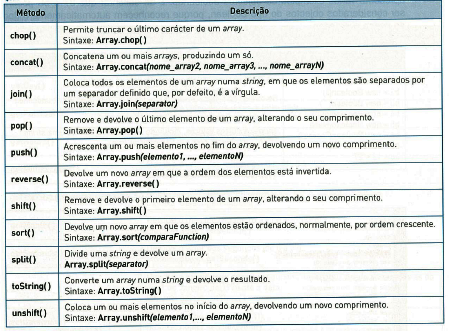 Método Descrição
chop() Permite truncar o último carácter de um array.
Sintaxe: Array.chop()
concat() Concatena um ou mais arrays, produzindo um só.
Sintaxe: Array.concat(nome_array2, nome_array3, ..., nome_arrayN)
join() Coloca todos os elementos de um array numa string, em que os elementos são separados por
um separador definido que, por defeito, é a vírgula.
Sintaxe: Array.join(separator)
pop() Remove e devolve o último elemento de um array, alterando o seu comprimento.
Sintaxe: Array.pop()
push() Acrescenta um ou mais elementos no fim do array, devolvendo um novo comprimento.
Sintaxe: Array.push(elemento1, ..., elementoN)
reverse() Devolve um novo array em que a ordem dos elementos está invertida.
Sintaxe: Array.reverse()
shift() Remove e devolve o primeiro elemento de um array, alterando o seu comprimento.
Sintaxe: Array.shift()
sort() Devolve um novo array em que os elementos estão ordenados, normalmente, por ordem crescente.
Sintaxe: Array.sort(comparaFunction)
split() Divide uma string e devolve um array.
Array.split(separator)
toString() Converte um array numa string e devolve o resultado.
Sintaxe: Array.toString()
unshift() Coloca um ou mais elementos no início do array, devolvendo um novo comprimento.
Sintaxe: Array.unshift(elemento1,..., elementoN)